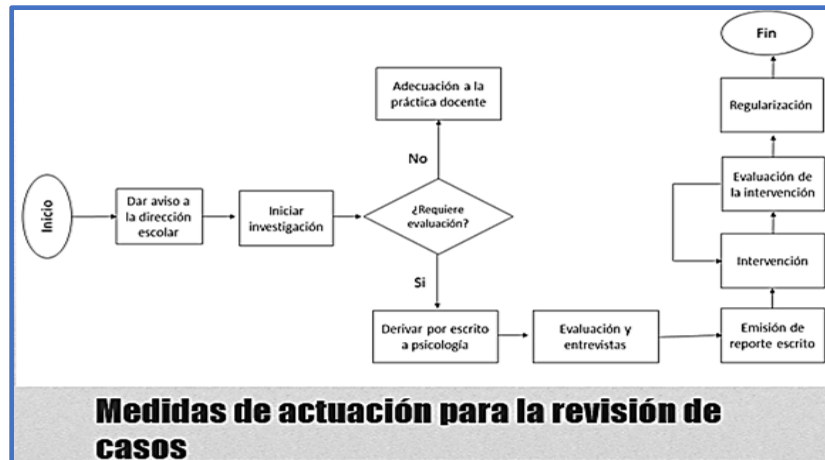 Inicio
Dar aviso a
la dirección
escolar
Iniciar
investigación
¿Requiere
evaluación?
No
Adecuación a la
práctica docente
Si
Derivar por escrito
a psicología
Evaluación y
entrevistas
Emisión de
reporte escrito
Intervención
Evaluación de
la intervención
Regularización
Fin
Medidas de actuación para la revisión de
casos